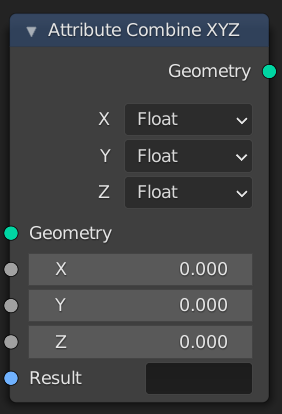 Attribute Combine XYZ
Geometry
X Float
Y Float
Z Float
Geometry
X 0.000
Y 0.000
Z 0.000
Result